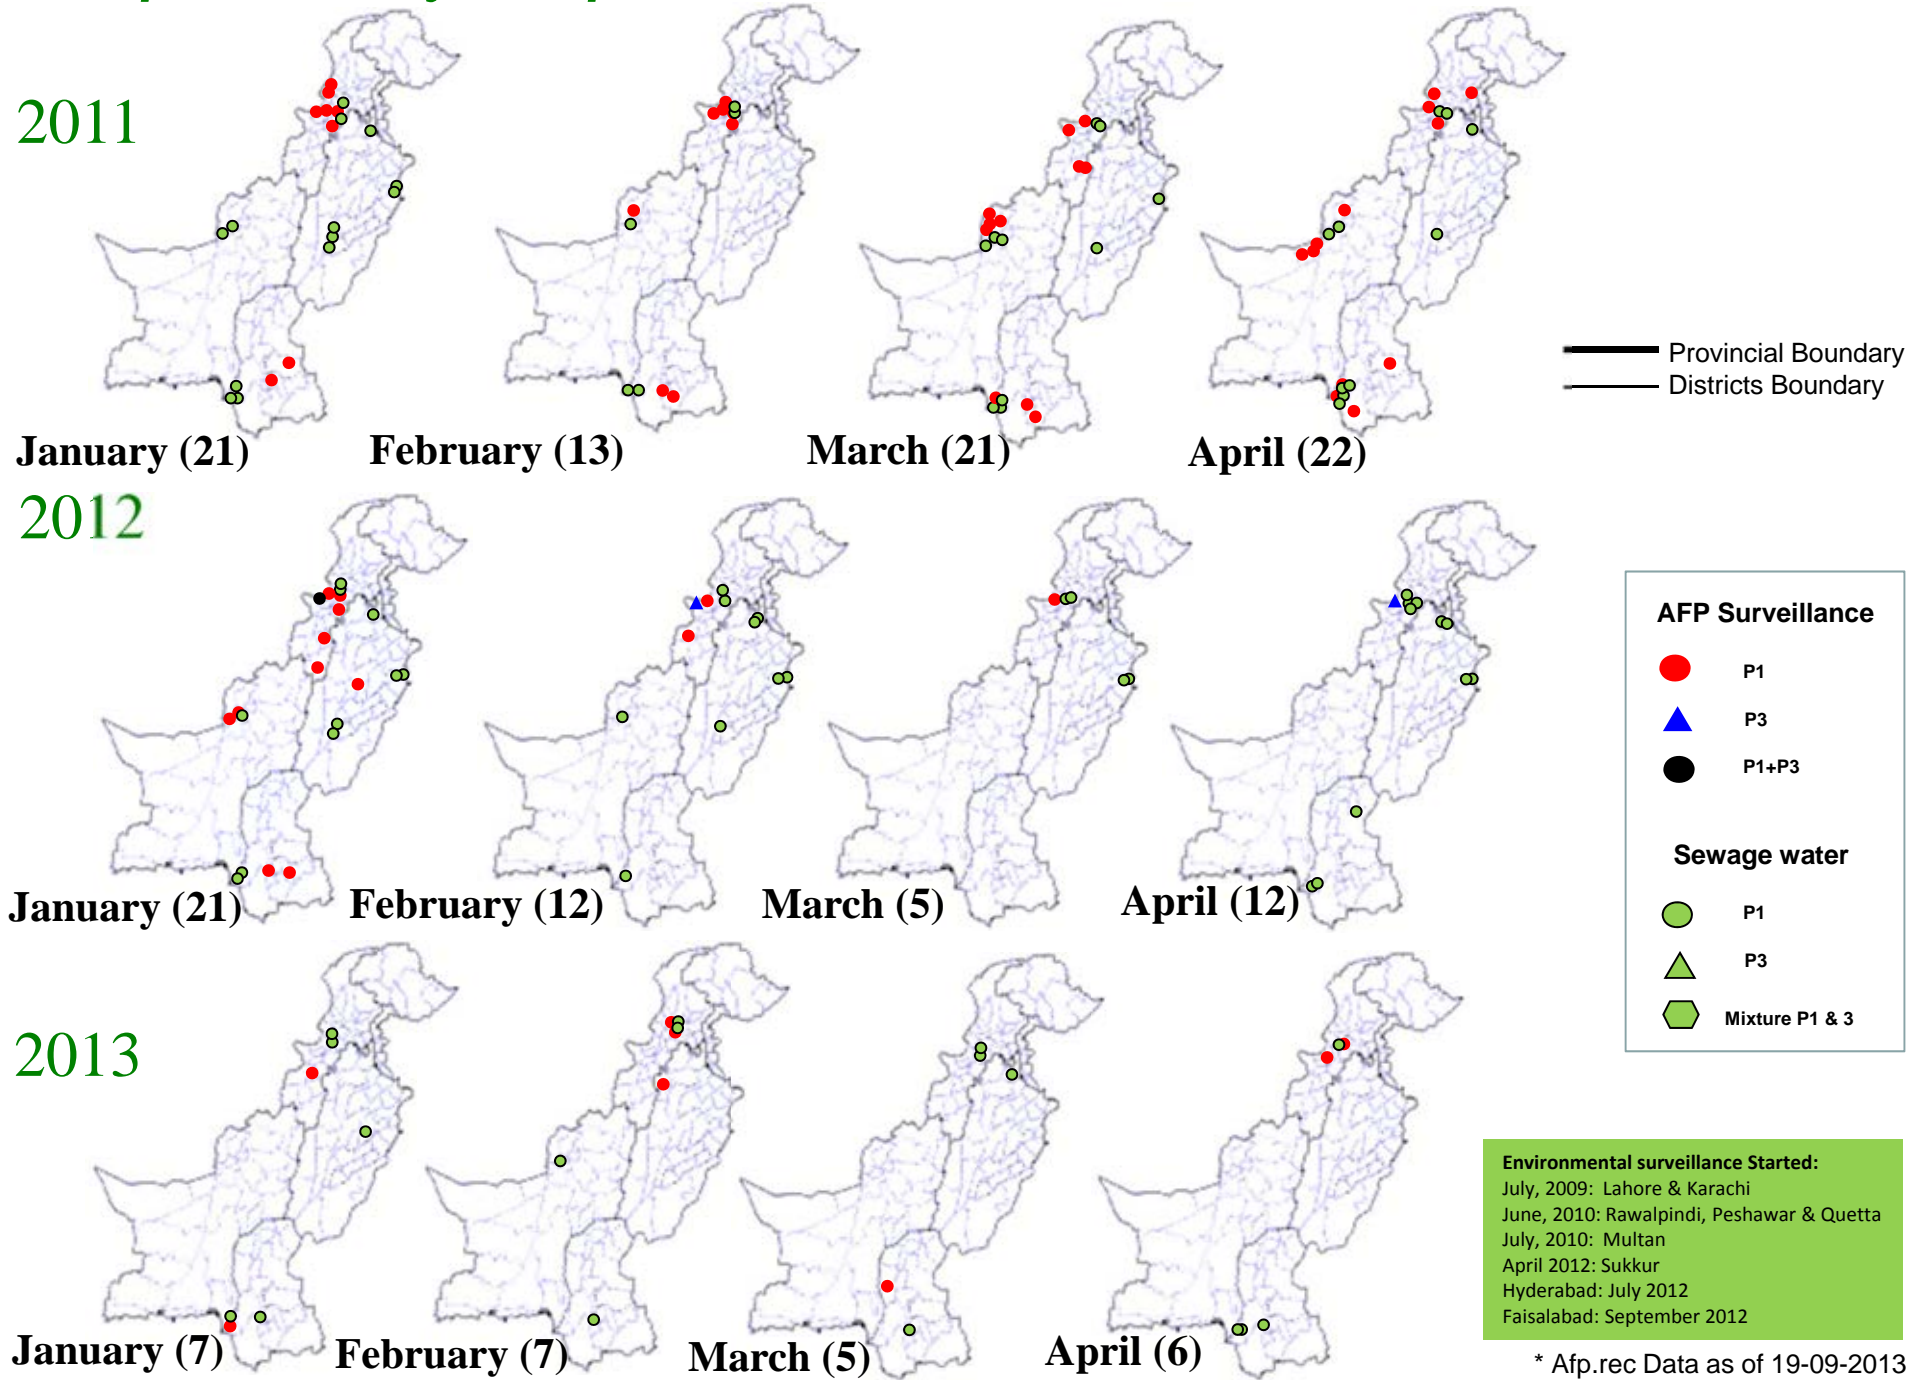 2011
Provincial Boundary
Districts Boundary
January (21)
February (13)
March (21)
April (22)
2012
AFP Surveillance
P1
P3
P1+P3
Sewage water
P1
P3
Mixture P1 & 3
January (21)
February (12)
March (5)
April (12)
2013
Environmental surveillance Started:
July, 2009: Lahore & Karachi
June, 2010: Rawalpindi, Peshawar & Quetta
July, 2010: Multan
April 2012: Sukkur
Hyderabad: July 2012
Faisalabad: September 2012
January (7)
February (7)
March (5)
April (6)
* Afp.rec Data as of 19-09-2013